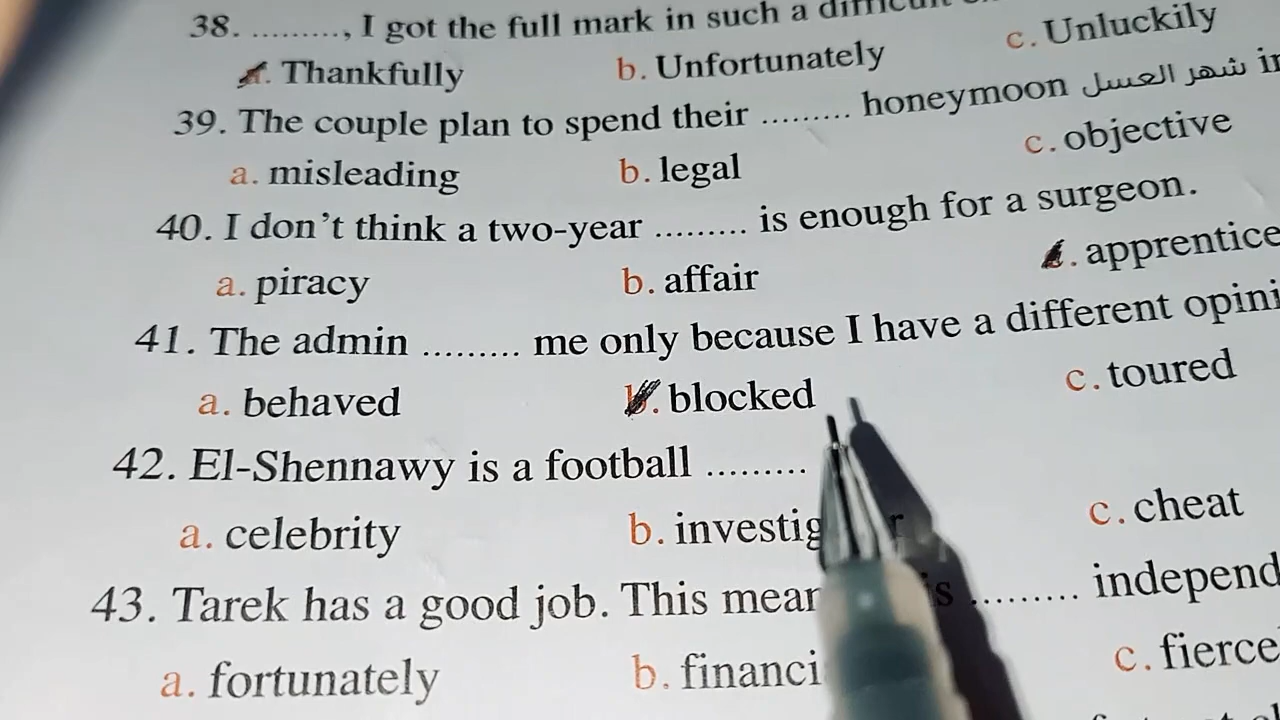 38. ........., I got the full mark in such a difficult
a. Thankfully b. Unfortunately c. Unluckily
39. The couple plan to spend their ......... honeymoon شهر العسل in
a. misleading b. legal c. objective
40. I don't think a two-year ......... is enough for a surgeon.
a. piracy b. affair c. apprentice
41. The admin ......... me only because I have a different opini
a. behaved b. blocked c. toured
42. El-Shennawy is a football .........
a. celebrity b. investig r c. cheat
43. Tarek has a good job. This mean is ......... independ
a. fortunately b. financi c. fierce